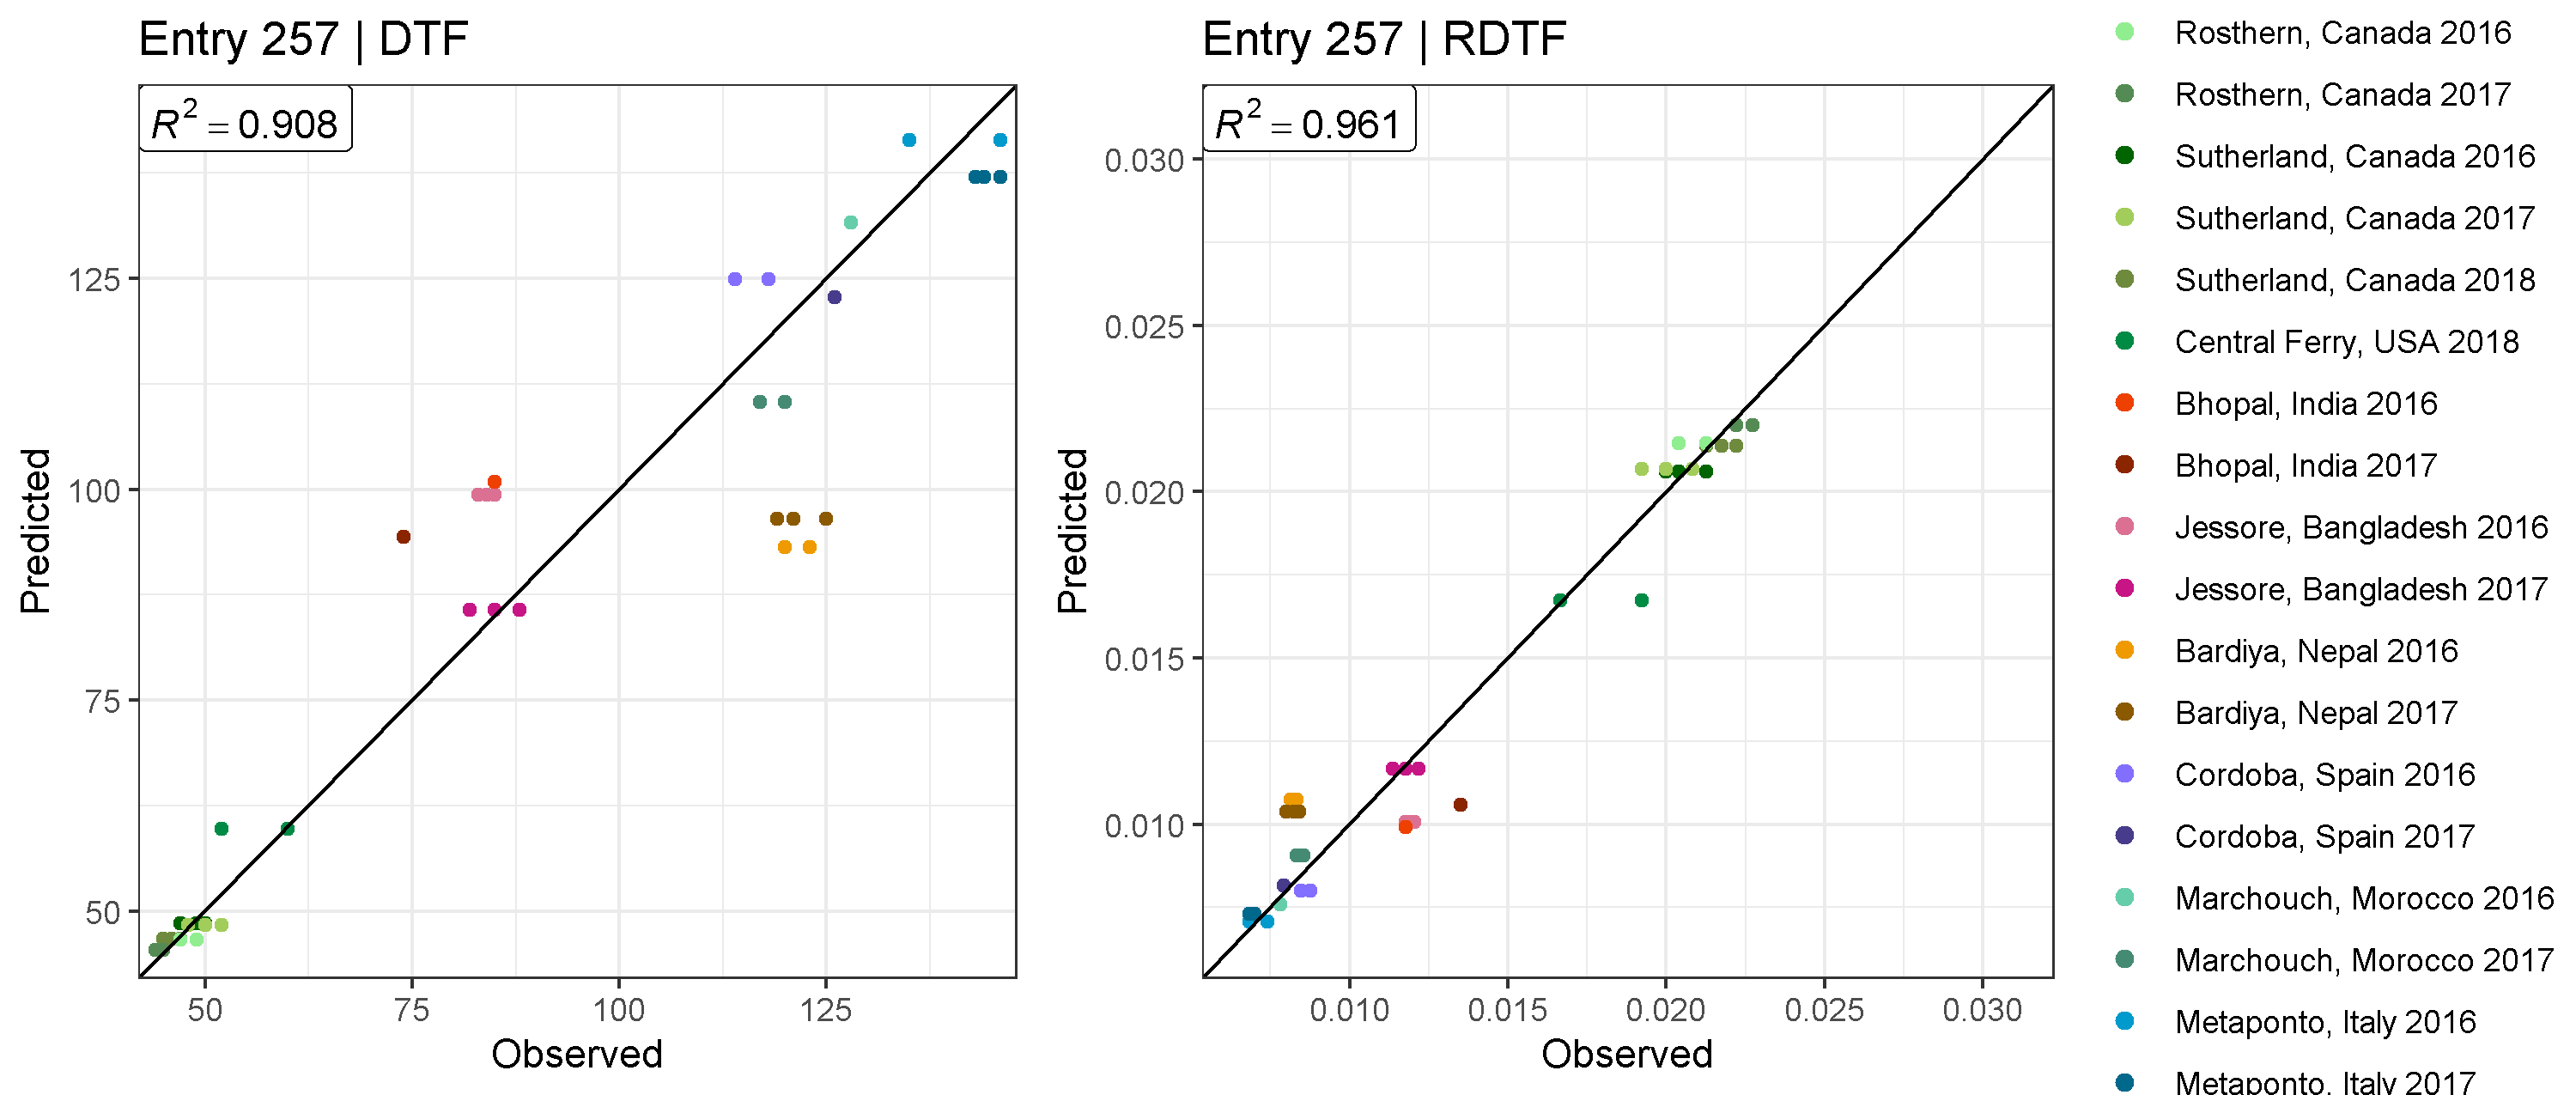 Entry 257 | DTF
R² = 0.908
125
100
75
50
50
75
100
125
Observed
Predicted
Entry 257 | RDTF
R² = 0.961
0.030
0.025
0.020
0.015
0.010
0.010
0.015
0.020
0.025
0.030
Observed
Predicted
Rosthern, Canada 2016
Rosthern, Canada 2017
Sutherland, Canada 2016
Sutherland, Canada 2017
Sutherland, Canada 2018
Central Ferry, USA 2018
Bhopal, India 2016
Bhopal, India 2017
Jessore, Bangladesh 2016
Jessore, Bangladesh 2017
Bardiya, Nepal 2016
Bardiya, Nepal 2017
Cordoba, Spain 2016
Cordoba, Spain 2017
Marchouch, Morocco 2016
Marchouch, Morocco 2017
Metaponto, Italy 2016
Metaponto, Italy 2017